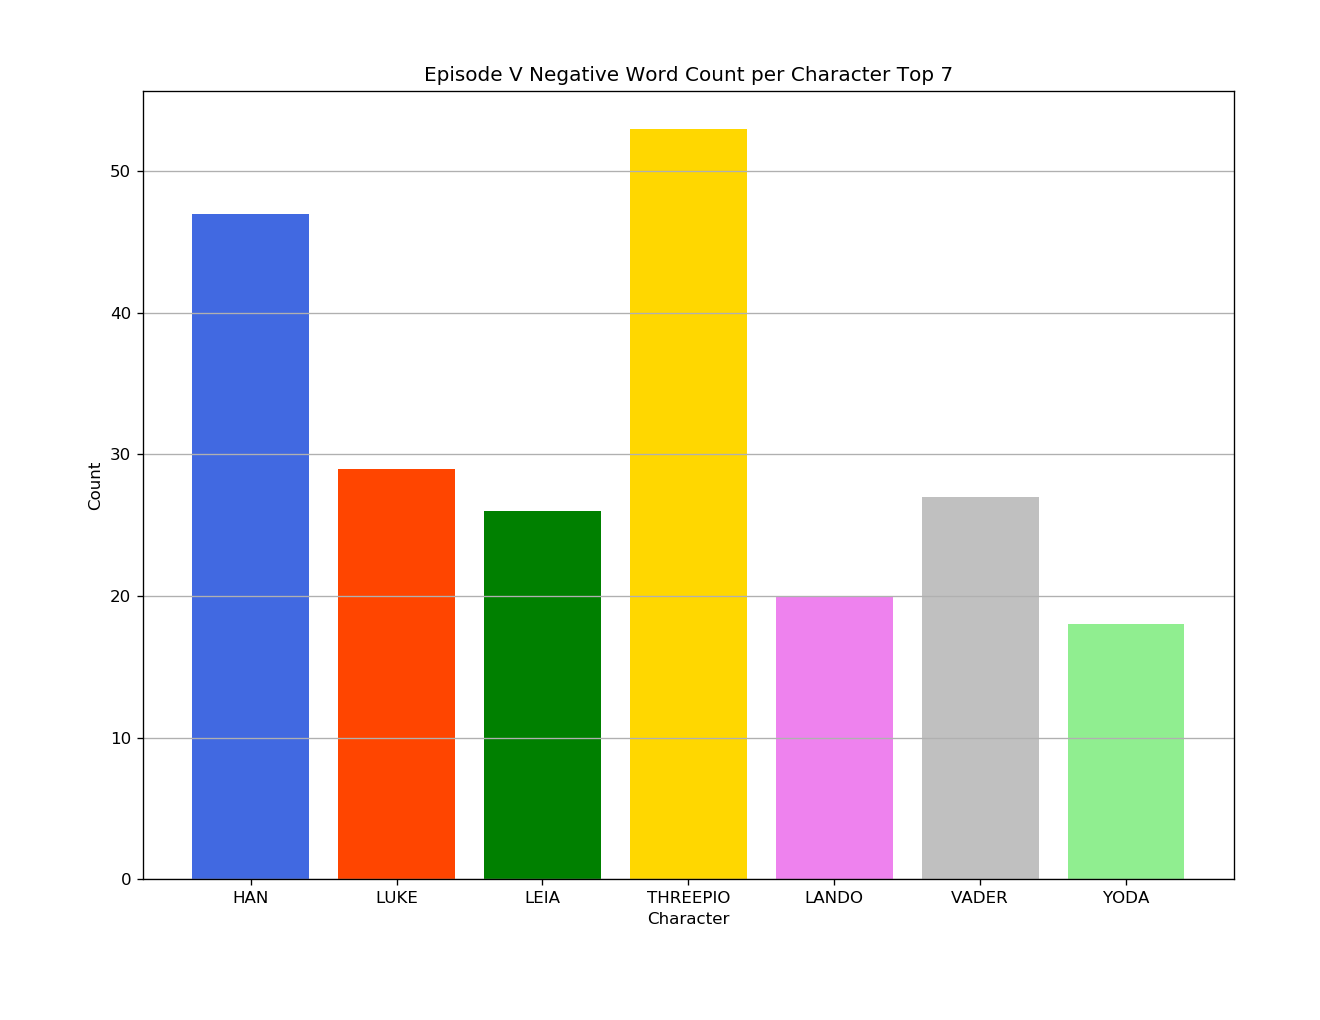 Episode V Negative Word Count per Character Top 7
50
40
30
20
10
0
Count
HAN LUKE LEIA THREEPIO LANDO VADER YODA
Character